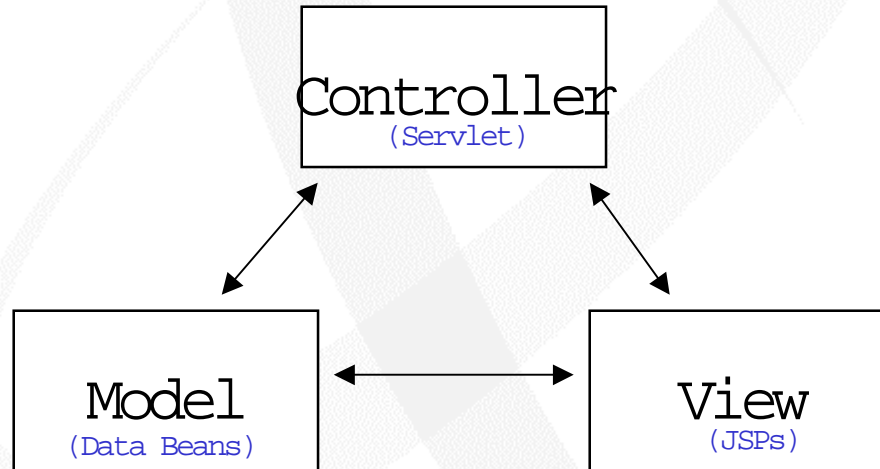 Controller
(Servlet)
Model
(Data Beans)
View
(JSPs)